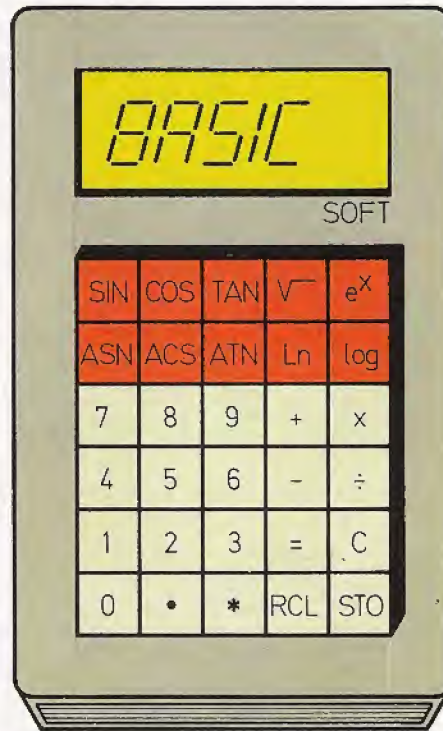 BASIC
SOFT
SIN COS TAN √ eˣ
ASN ACS ATN Ln log
7 8 9 + x
4 5 6 - ÷
1 2 3 = C
0 • * RCL STO